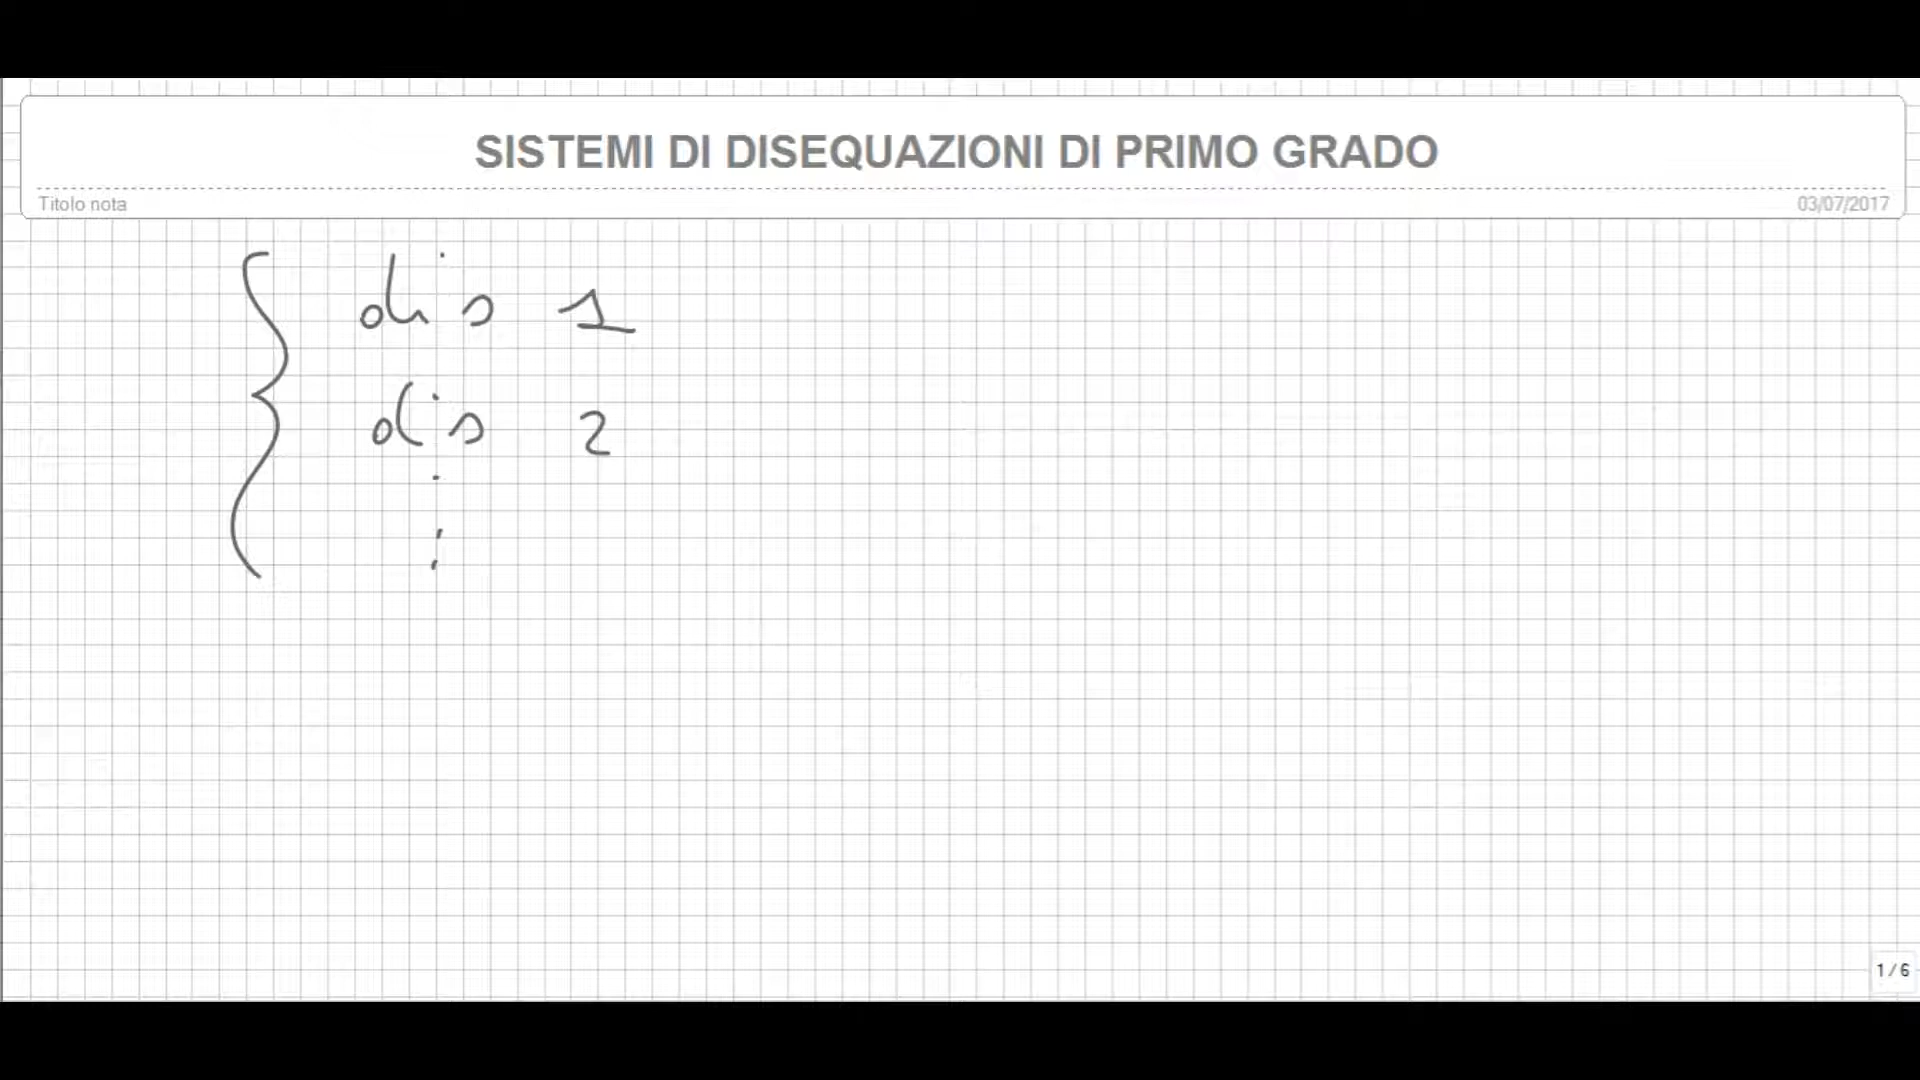 SISTEMI DI DISEQUAZIONI DI PRIMO GRADO
Titolo nota 03/07/2017
dis 1
dis 2
1 / 6